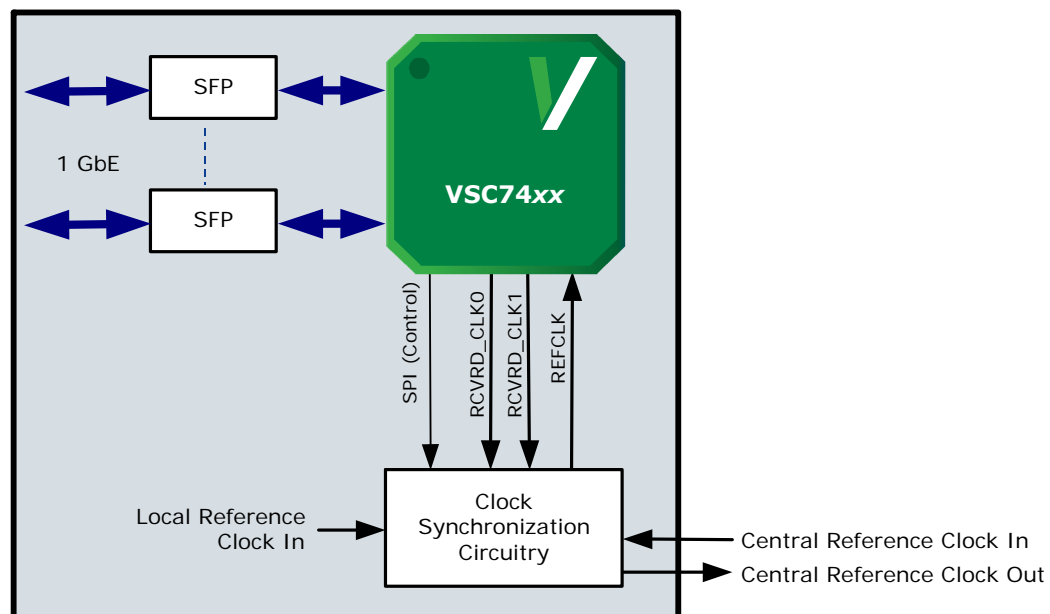 SFP
1 GbE
SFP
VSC74xx
SPI (Control)
RCVRD_CLK0
RCVRD_CLK1
REFCLK
Local Reference
Clock In
Clock
Synchronization
Circuitry
Central Reference Clock In
Central Reference Clock Out